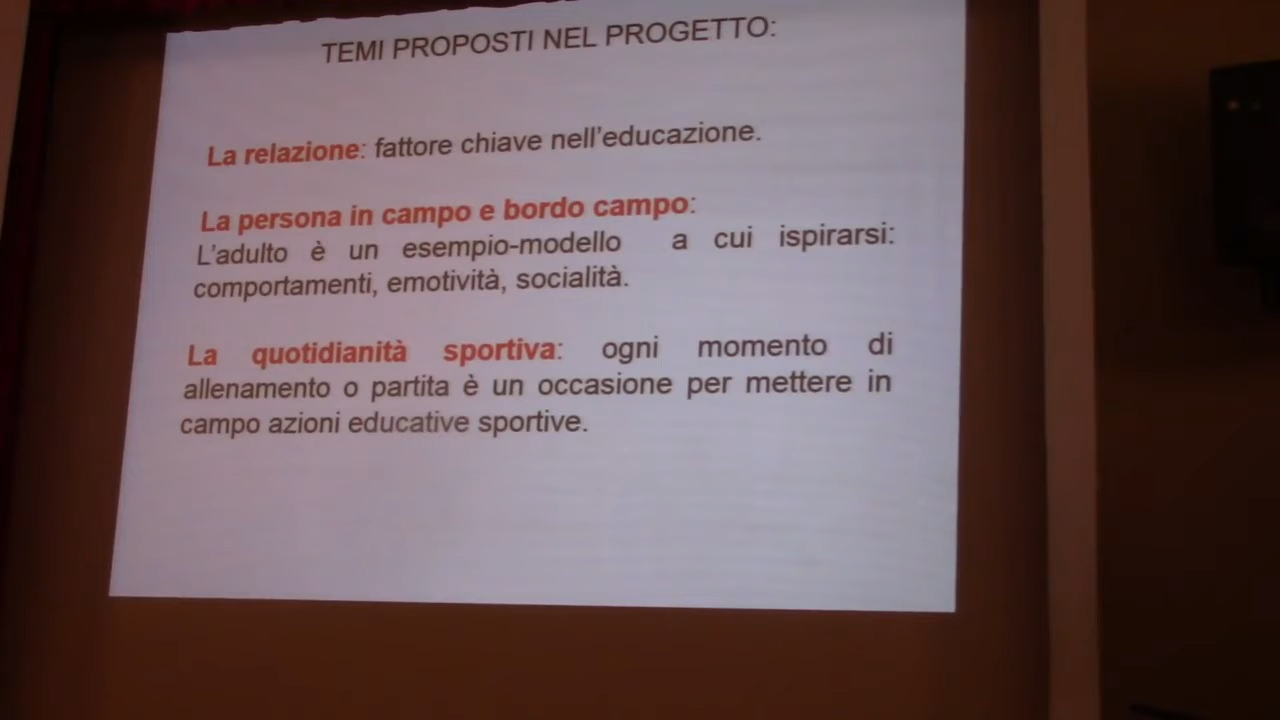 TEMI PROPOSTI NEL PROGETTO:
La relazione: fattore chiave nell'educazione.
La persona in campo e bordo campo:
L'adulto è un esempio-modello a cui ispirarsi:
comportamenti, emotività, socialità.
La quotidianità sportiva: ogni momento di
allenamento o partita è un occasione per mettere in
campo azioni educative sportive.